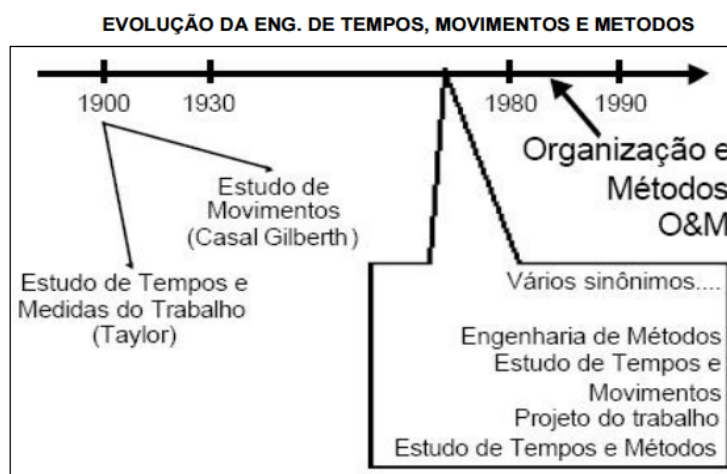 EVOLUÇÃO DA ENG. DE TEMPOS, MOVIMENTOS E METODOS
1900
1930
1980
1990
Organização e
Métodos
O&M
Estudo de
Movimentos
(Casal Gilberth)
Estudo de Tempos e
Medidas do Trabalho
(Taylor)
Vários sinônimos....
Engenharia de Métodos
Estudo de Tempos e
Movimentos
Projeto do trabalho
Estudo de Tempos e Métodos